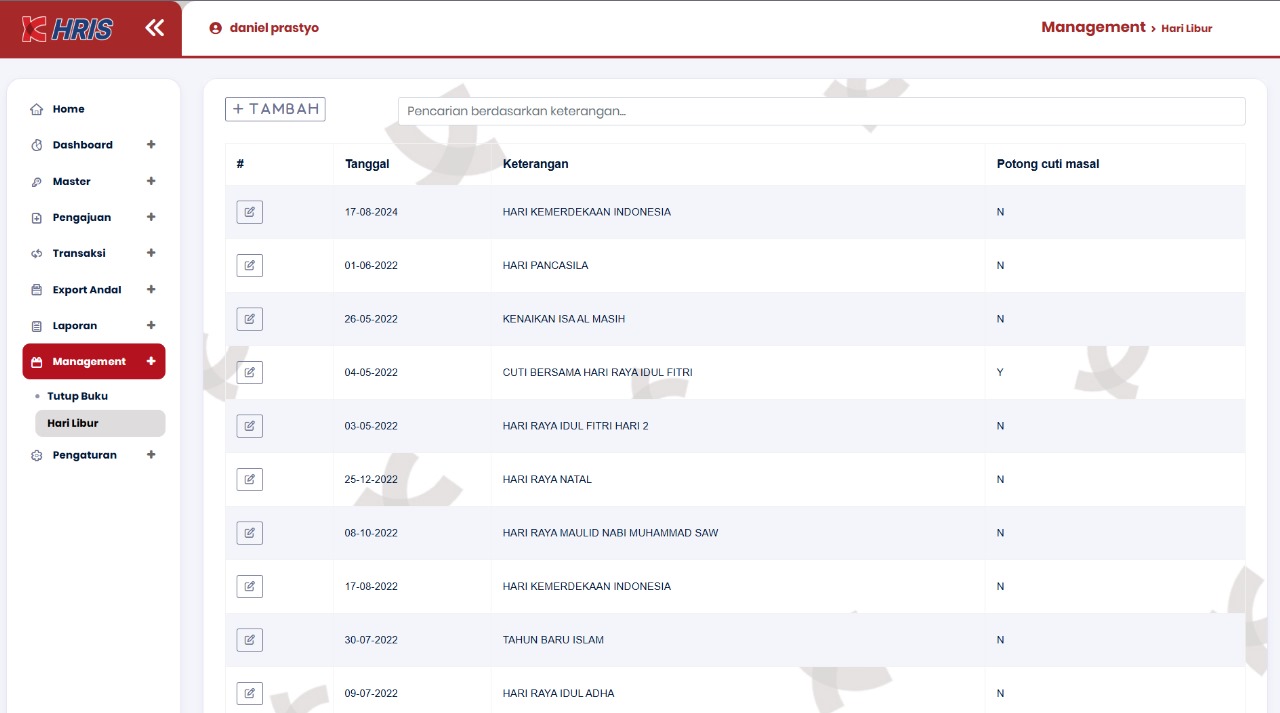 HRIS
daniel prastyo
Management › Hari Libur
Home
Dashboard +
Master +
Pengajuan +
Transaksi +
Export Andal +
Laporan +
Management +
Tutup Buku
Hari Libur
Pengaturan +
+ TAMBAH
Pencarian berdasarkan keterangan...
# Tanggal Keterangan Potong cuti masal
17-08-2024 HARI KEMERDEKAAN INDONESIA N
01-06-2022 HARI PANCASILA N
26-05-2022 KENAIKAN ISA AL MASIH N
04-05-2022 CUTI BERSAMA HARI RAYA IDUL FITRI Y
03-05-2022 HARI RAYA IDUL FITRI HARI 2 N
25-12-2022 HARI RAYA NATAL N
08-10-2022 HARI RAYA MAULID NABI MUHAMMAD SAW N
17-08-2022 HARI KEMERDEKAAN INDONESIA N
30-07-2022 TAHUN BARU ISLAM N
09-07-2022 HARI RAYA IDUL ADHA N